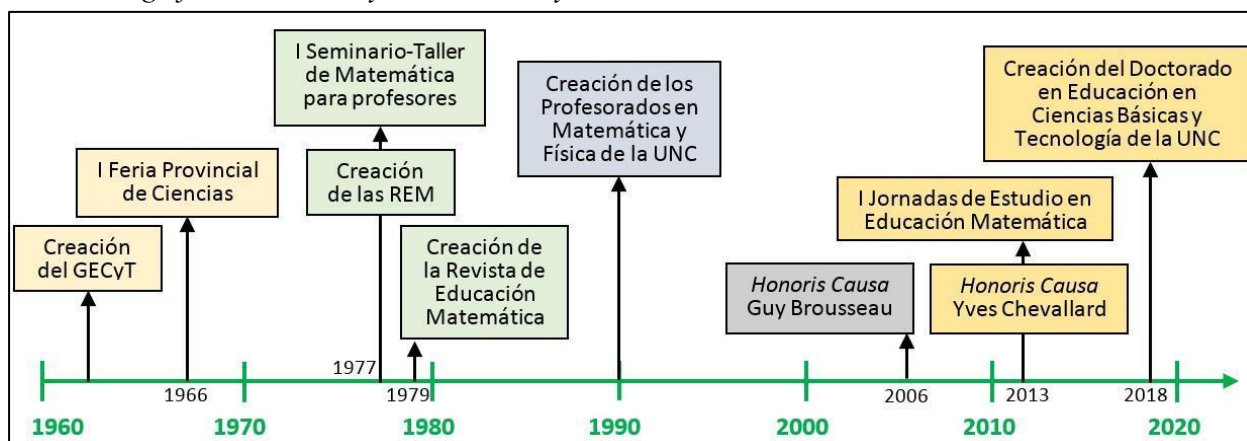 I Seminario-Taller
de Matemática
para profesores
Creación de los
Profesorados en
Matemática y
Física de la UNC
Creación del Doctorado
en Educación en
Ciencias Básicas y
Tecnología de la UNC
I Feria Provincial
de Ciencias
Creación
de las REM
I Jornadas de Estudio en
Educación Matemática
Creación
del GECyT
Creación de
la Revista de
Educación
Matemática
Honoris Causa
Guy Brousseau
Honoris Causa
Yves Chevallard
1977
1966
1979
2006
2013
2018
1960
1970
1980
1990
2000
2010
2020